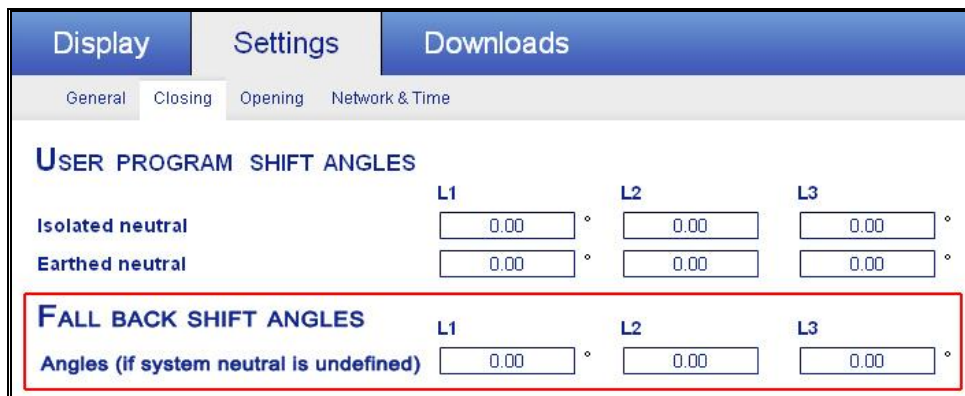 Display Settings Downloads
General Closing Opening Network & Time
USER PROGRAM SHIFT ANGLES
L1 L2 L3
Isolated neutral 0.00 ° 0.00 0.00 °
Earthed neutral 0.00 ° 0.00 0.00 °
FALL BACK SHIFT ANGLES
L1 L2 L3
Angles (if system neutral is undefined) 0.00 ° 0.00 0.00 °